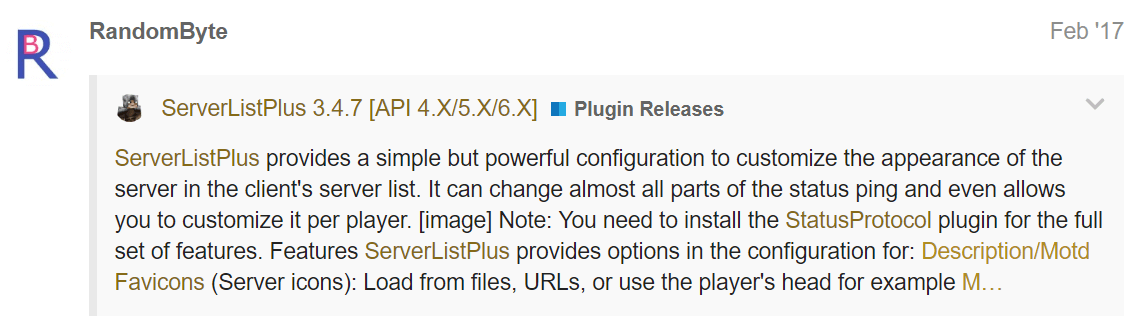 RandomByte
Feb '17
ServerListPlus 3.4.7 [API 4.X/5.X/6.X] Plugin Releases
ServerListPlus provides a simple but powerful configuration to customize the appearance of the
server in the client's server list. It can change almost all parts of the status ping and even allows
you to customize it per player. [image] Note: You need to install the StatusProtocol plugin for the full
set of features. Features ServerListPlus provides options in the configuration for: Description/Motd
Favicons (Server icons): Load from files, URLs, or use the player's head for example M…